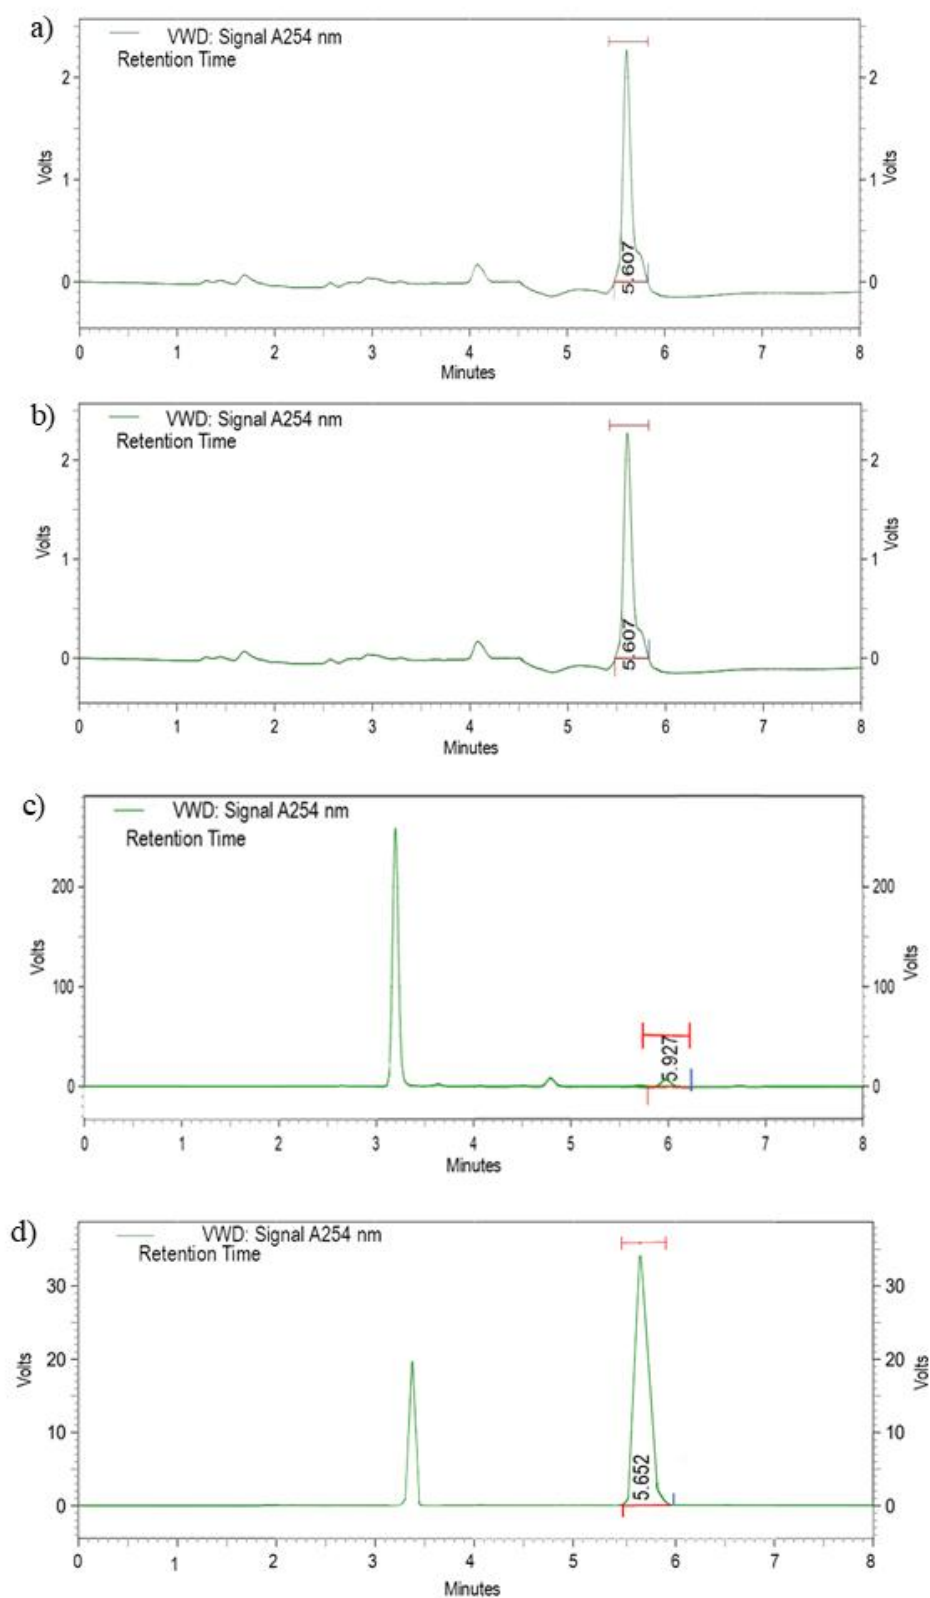 a)
VWD: Signal A254 nm
Retention Time
Volts
2
1
0
2
1
0
Volts
5.607
0 1 2 3 4 5 6 7 8
Minutes
b)
VWD: Signal A254 nm
Retention Time
Volts
2
1
0
2
1
0
Volts
5.607
0 1 2 3 4 5 6 7 8
Minutes
c)
VWD: Signal A254 nm
Retention Time
Volts
200
100
0
200
100
0
Volts
5.927
0 1 2 3 4 5 6 7 8
Minutes
d)
VWD: Signal A254 nm
Retention Time
Volts
30
20
10
0
30
20
10
0
Volts
5.652
0 1 2 3 4 5 6 7 8
Minutes